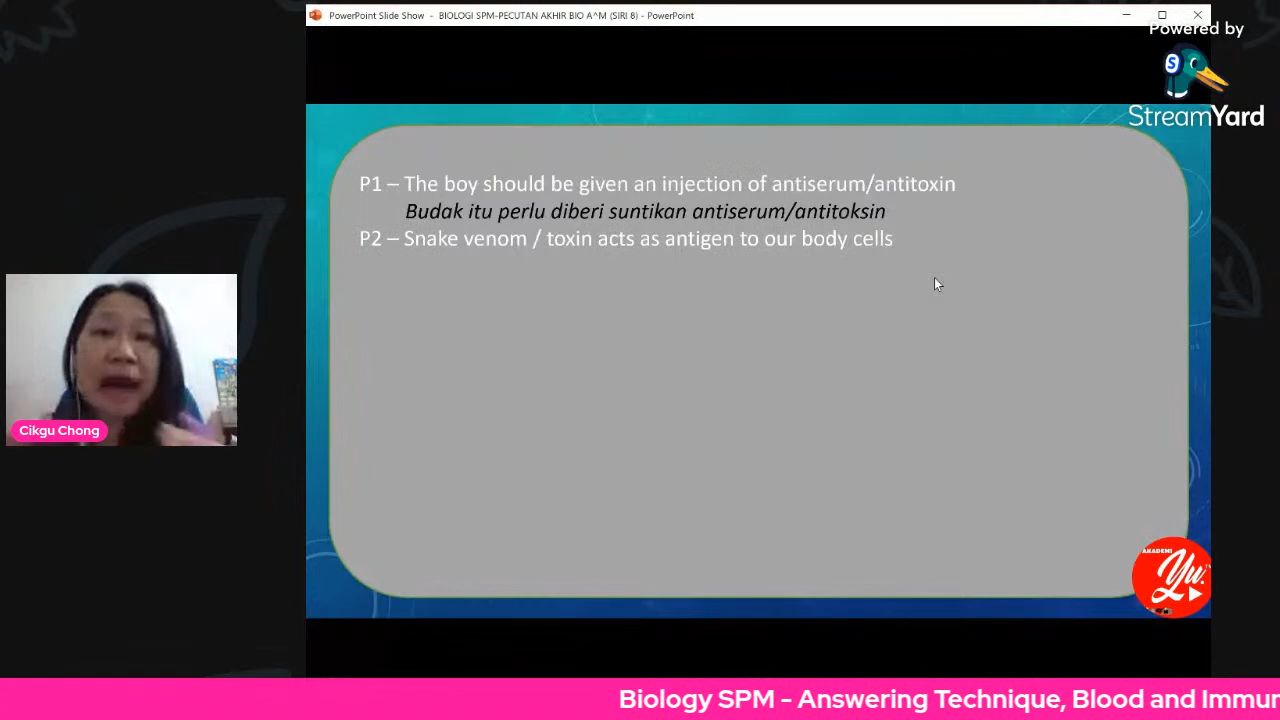 PowerPoint Slide Show - BIOLOGI SPM-PECUTAN AKHIR BIO A^M (SIRI 8) - PowerPoint
Powered by
S
StreamYard
P1 – The boy should be given an injection of antiserum/antitoxin
Budak itu perlu diberi suntikan antiserum/antitoksin
P2 – Snake venom / toxin acts as antigen to our body cells
Cikgu Chong
AKADEMI
Yu.
Biology SPM - Answering Technique, Blood and Immun